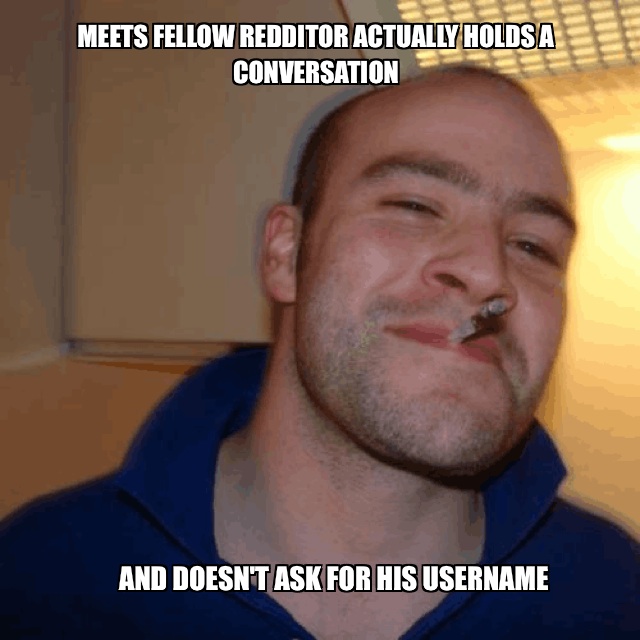 MEETS FELLOW REDDITOR ACTUALLY HOLDS A
CONVERSATION
AND DOESN'T ASK FOR HIS USERNAME